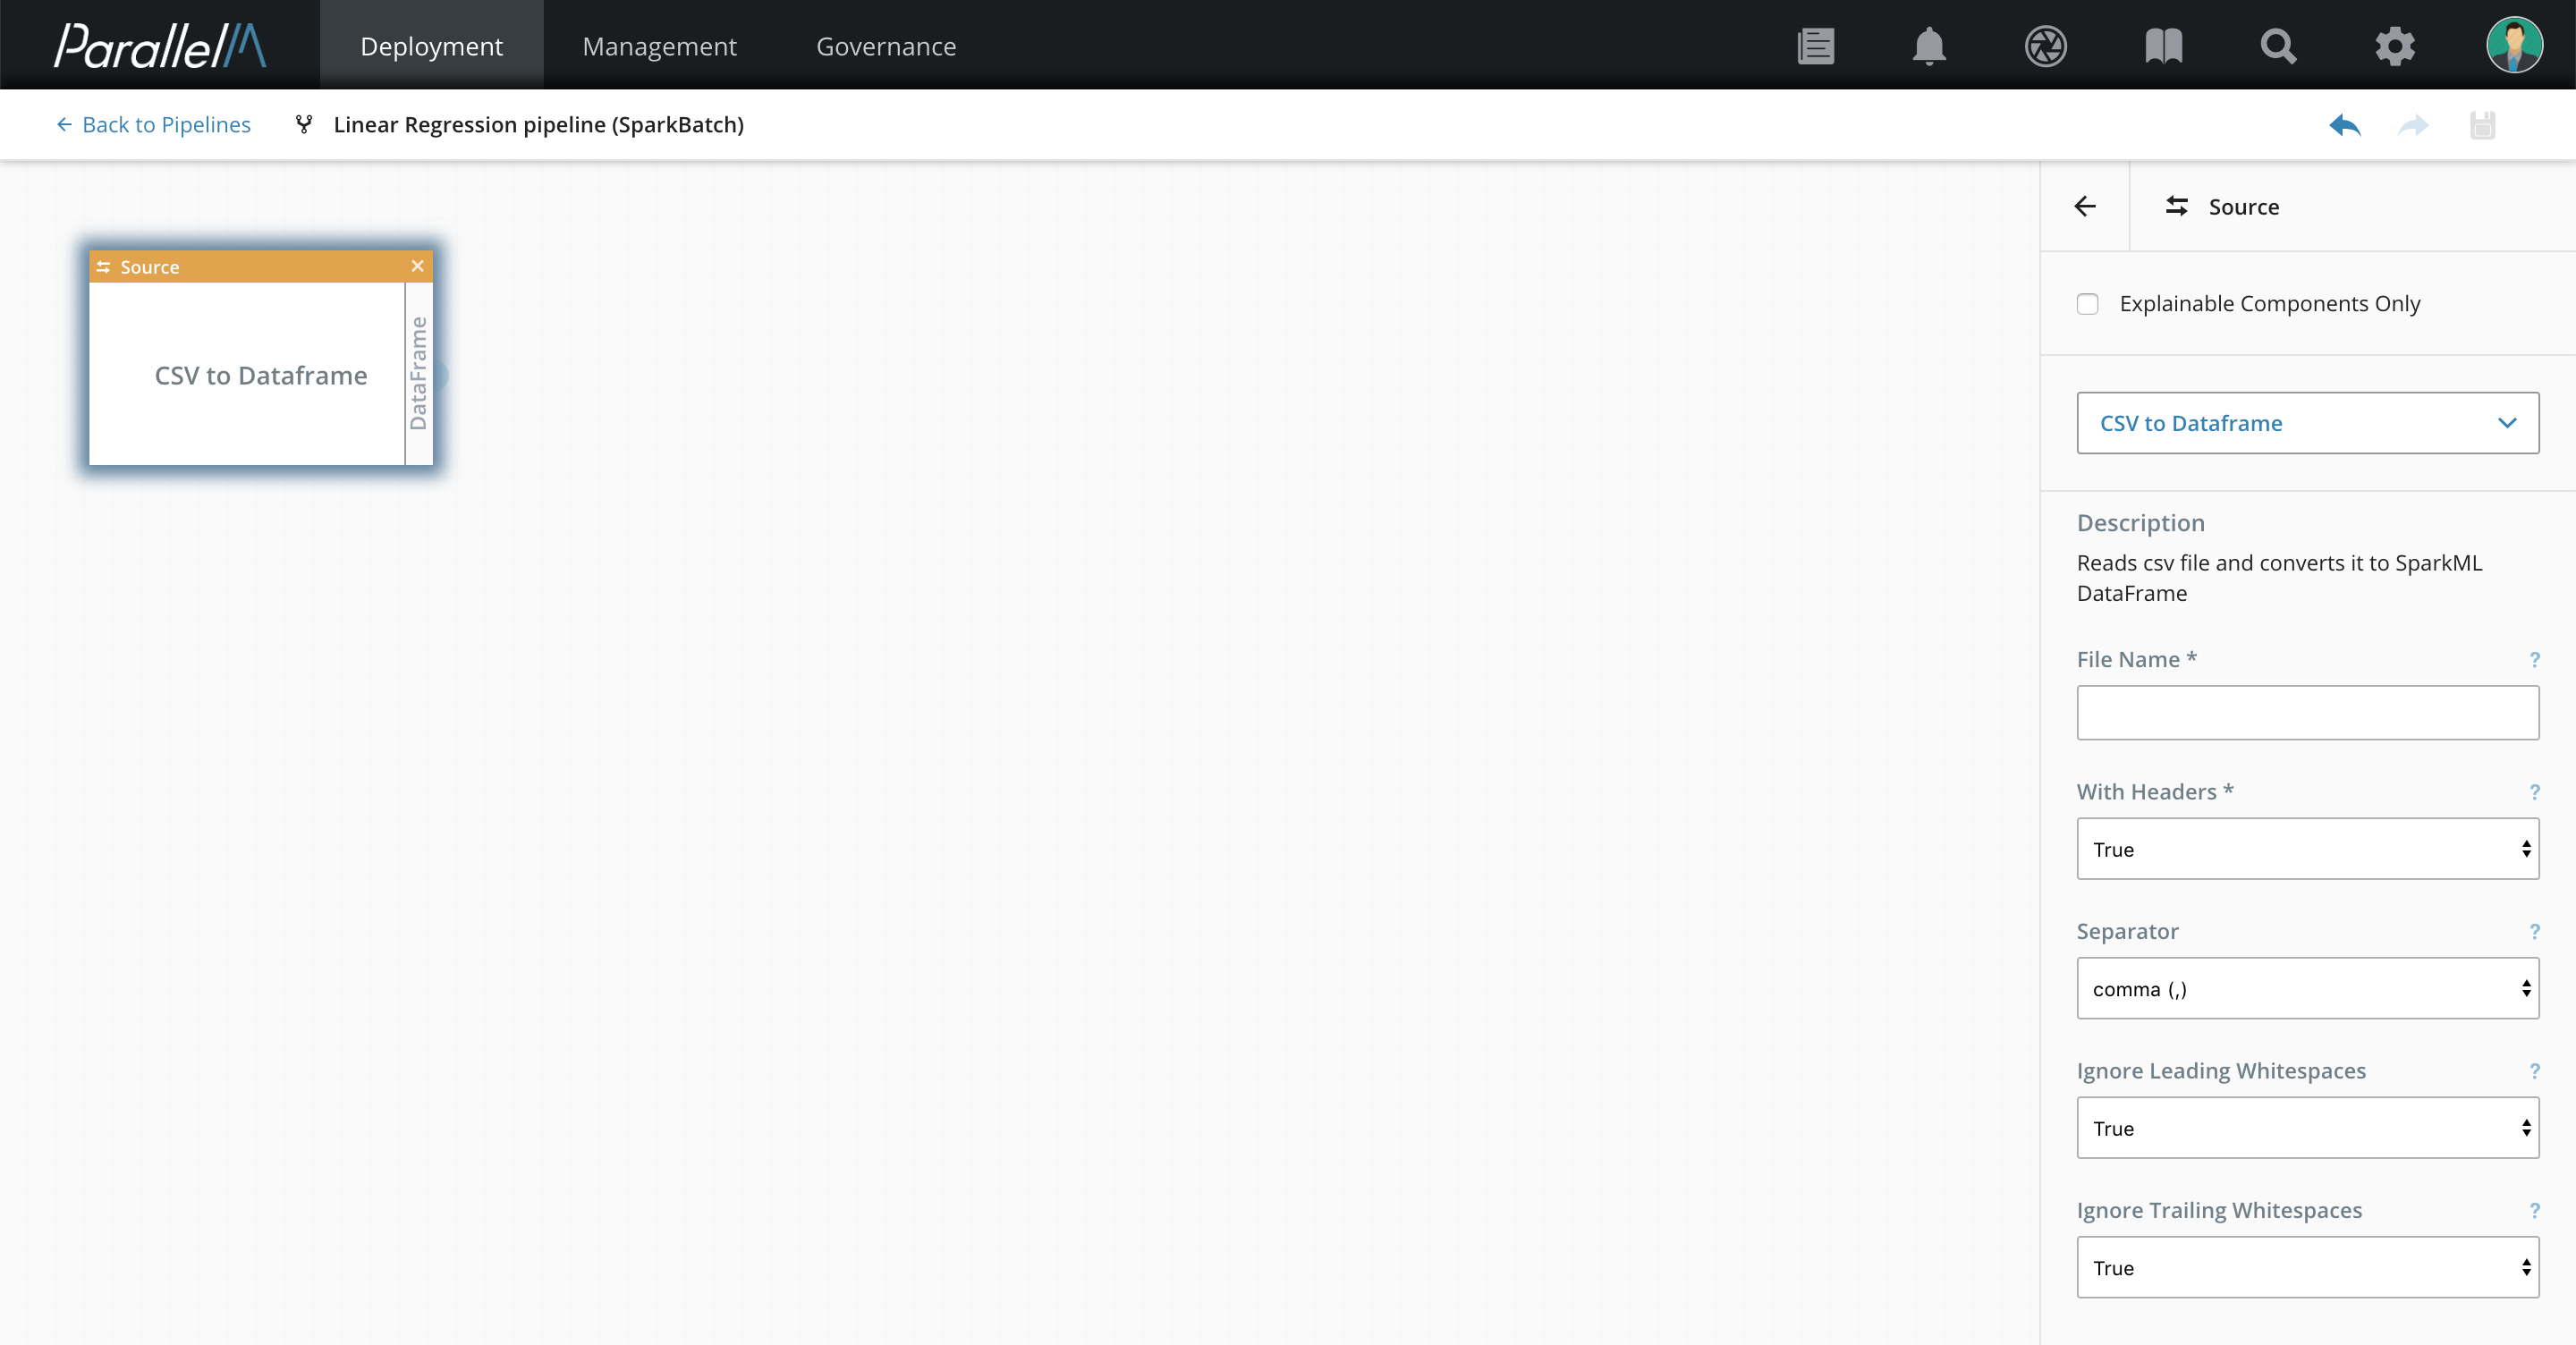 ParallelM
Deployment
Management
Governance
Back to Pipelines
Linear Regression pipeline (SparkBatch)
Source
CSV to Dataframe
DataFrame
Source
Explainable Components Only
CSV to Dataframe
Description
Reads csv file and converts it to SparkML
DataFrame
File Name * ?
With Headers * ?
True
Separator ?
comma (,)
Ignore Leading Whitespaces ?
True
Ignore Trailing Whitespaces ?
True